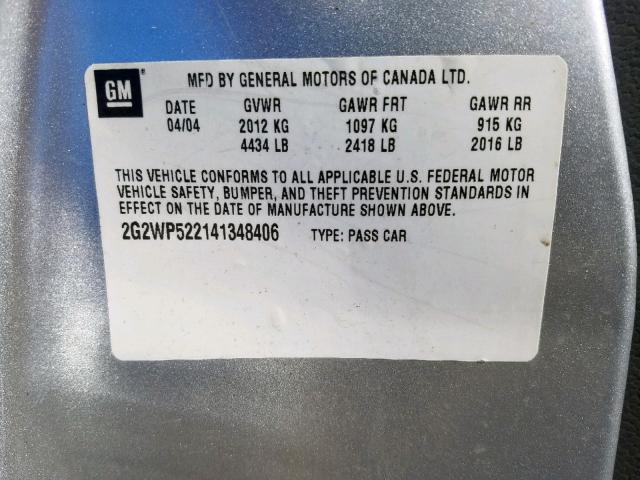 GM
MFD BY GENERAL MOTORS OF CANADA LTD.
DATE GVWR GAWR FRT GAWR RR
04/04 2012 KG 1097 KG 915 KG
4434 LB 2418 LB 2016 LB
THIS VEHICLE CONFORMS TO ALL APPLICABLE U.S. FEDERAL MOTOR
VEHICLE SAFETY, BUMPER, AND THEFT PREVENTION STANDARDS IN
EFFECT ON THE DATE OF MANUFACTURE SHOWN ABOVE.
2G2WP522141348406 TYPE: PASS CAR